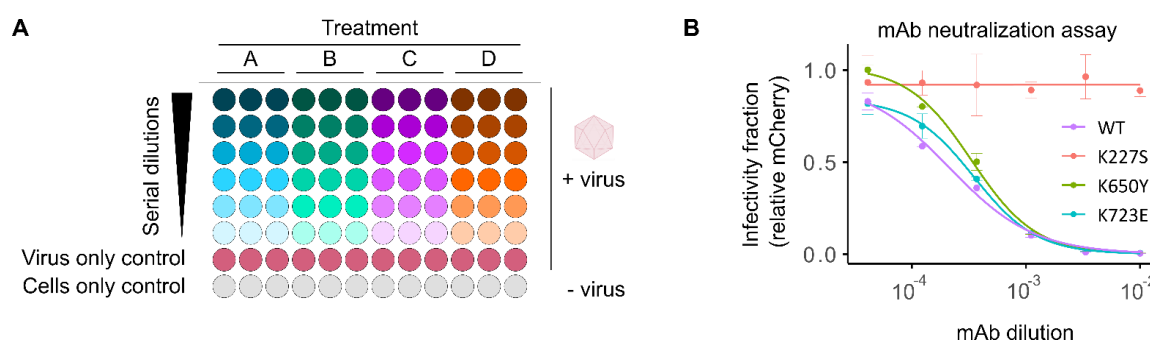 A
Treatment
A B C D
Serial dilutions
+ virus
Virus only control
Cells only control
- virus
B
mAb neutralization assay
Infectivity fraction
(relative mCherry)
1.0
0.5
0.0
WT
K227S
K650Y
K723E
10⁻⁴ 10⁻³ 10⁻²
mAb dilution